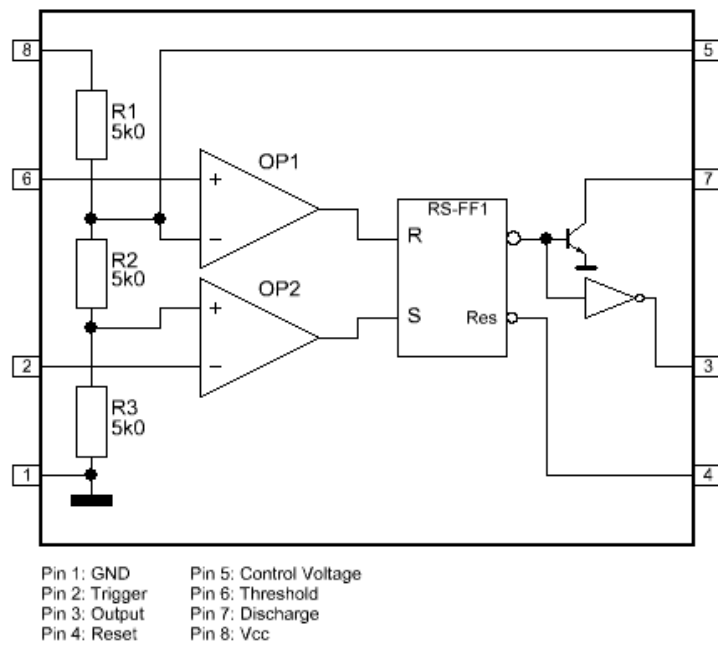 8
5
R1
5k0
OP1
6
+
7
RS-FF1
-
R
R2
5k0
OP2
+
S
Res
2
-
3
R3
5k0
1
4
Pin 1: GND
Pin 2: Trigger
Pin 3: Output
Pin 4: Reset
Pin 5: Control Voltage
Pin 6: Threshold
Pin 7: Discharge
Pin 8: Vcc